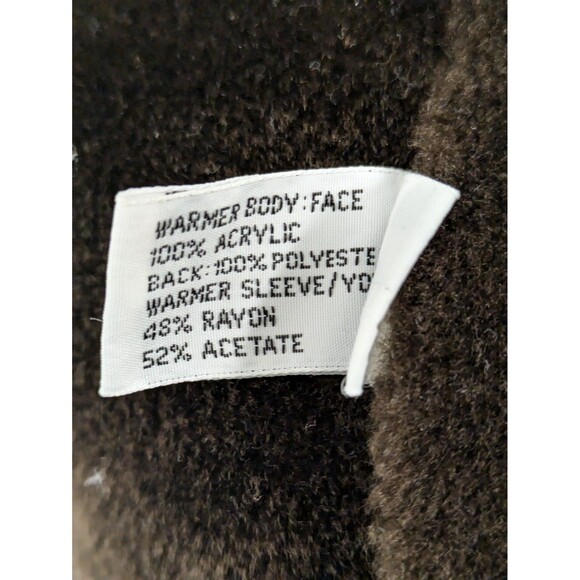 WARMER BODY:FACE
100% ACRYLIC
BACK:100% POLYESTE
WARMER SLEEVE/YO
48% RAYON
52% ACETATE